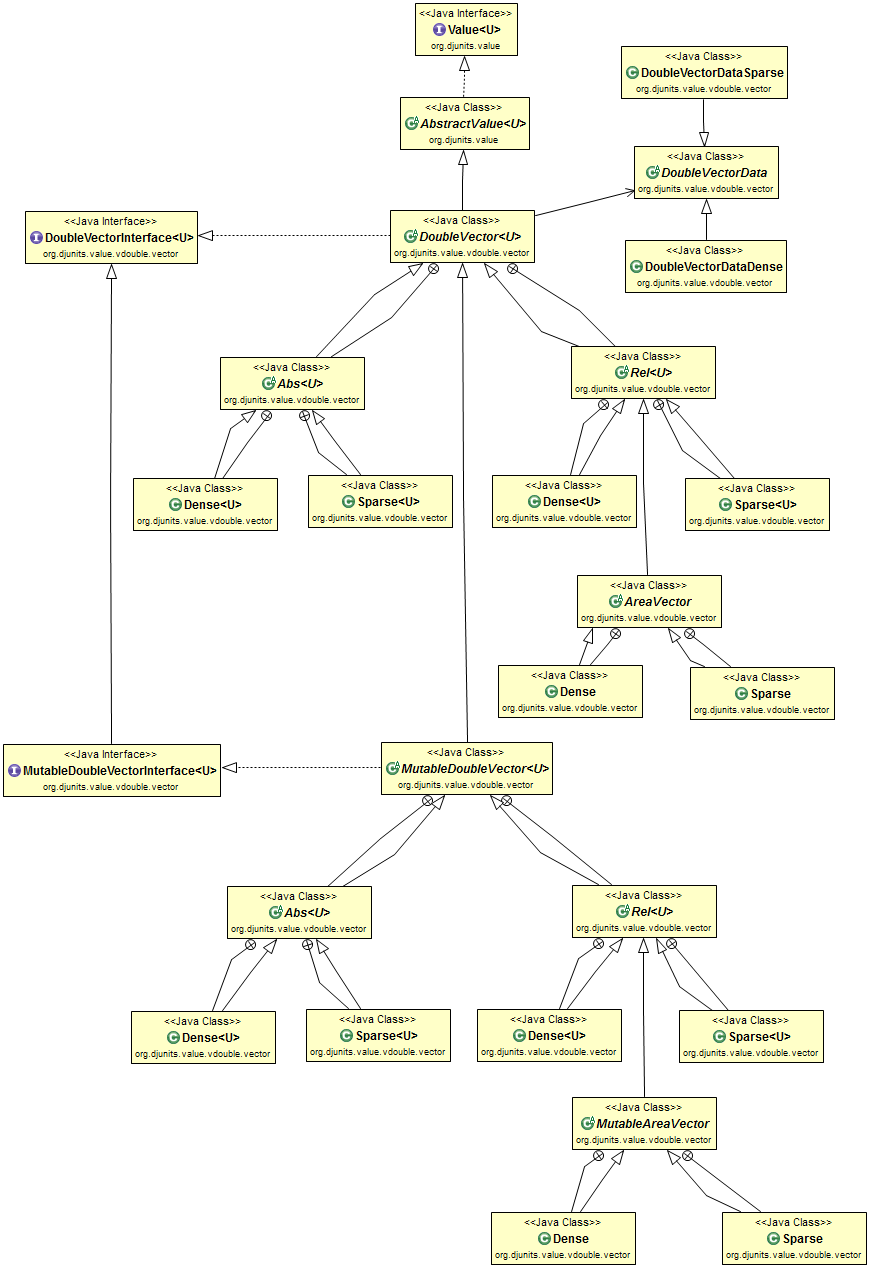 <<Java Interface>>
Value<U>
org.djunits.value
<<Java Class>>
DoubleVectorDataSparse
org.djunits.value.vdouble.vector
<<Java Class>>
AbstractValue<U>
org.djunits.value
<<Java Class>>
DoubleVectorData
org.djunits.value.vdouble.vector
<<Java Interface>>
DoubleVectorInterface<U>
org.djunits.value.vdouble.vector
<<Java Class>>
DoubleVector<U>
org.djunits.value.vdouble.vector
<<Java Class>>
DoubleVectorDataDense
org.djunits.value.vdouble.vector
<<Java Class>>
Abs<U>
org.djunits.value.vdouble.vector
<<Java Class>>
Rel<U>
org.djunits.value.vdouble.vector
<<Java Class>>
Dense<U>
org.djunits.value.vdouble.vector
<<Java Class>>
Sparse<U>
org.djunits.value.vdouble.vector
<<Java Class>>
Dense<U>
org.djunits.value.vdouble.vector
<<Java Class>>
Sparse<U>
org.djunits.value.vdouble.vector
<<Java Class>>
AreaVector
org.djunits.value.vdouble.vector
<<Java Class>>
Dense
org.djunits.value.vdouble.vector
<<Java Class>>
Sparse
org.djunits.value.vdouble.vector
<<Java Interface>>
MutableDoubleVectorInterface<U>
org.djunits.value.vdouble.vector
<<Java Class>>
MutableDoubleVector<U>
org.djunits.value.vdouble.vector
<<Java Class>>
Abs<U>
org.djunits.value.vdouble.vector
<<Java Class>>
Rel<U>
org.djunits.value.vdouble.vector
<<Java Class>>
Dense<U>
org.djunits.value.vdouble.vector
<<Java Class>>
Sparse<U>
org.djunits.value.vdouble.vector
<<Java Class>>
Dense<U>
org.djunits.value.vdouble.vector
<<Java Class>>
Sparse<U>
org.djunits.value.vdouble.vector
<<Java Class>>
MutableAreaVector
org.djunits.value.vdouble.vector
<<Java Class>>
Dense
org.djunits.value.vdouble.vector
<<Java Class>>
Sparse
org.djunits.value.vdouble.vector